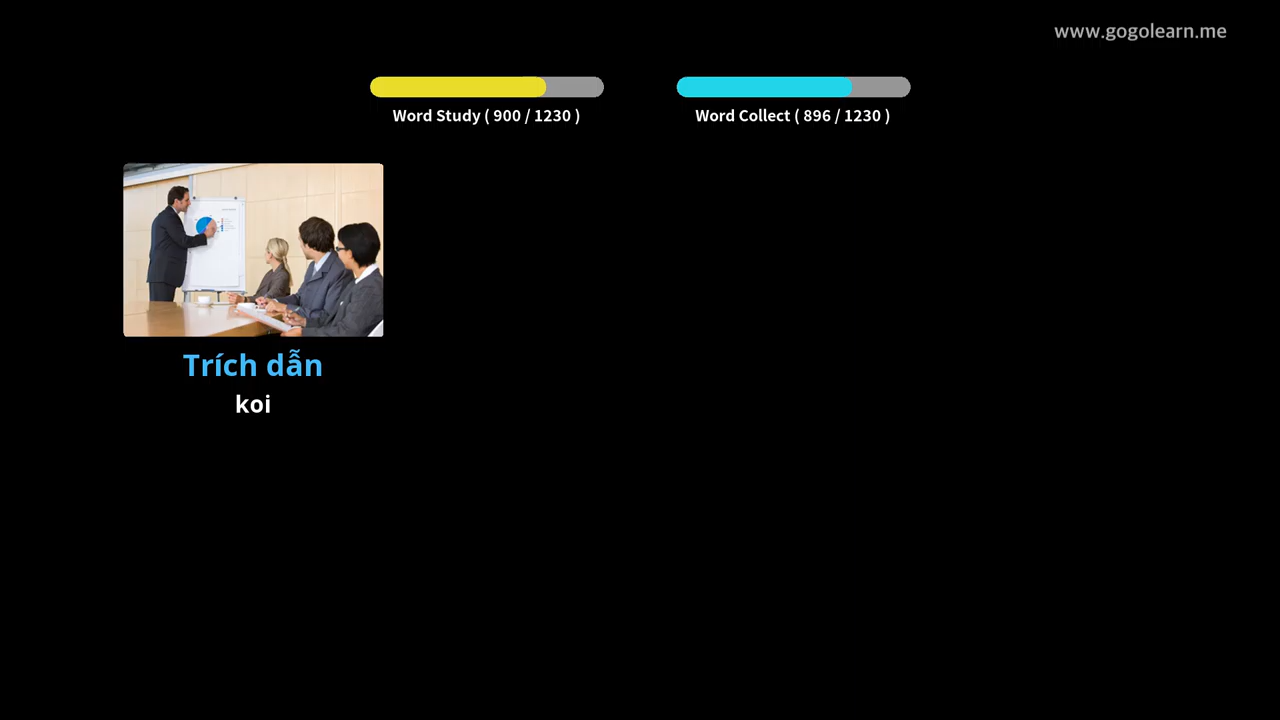 www.gogolearn.me
Word Study ( 900 / 1230 )
Word Collect ( 896 / 1230 )
Trích dẫn
koi